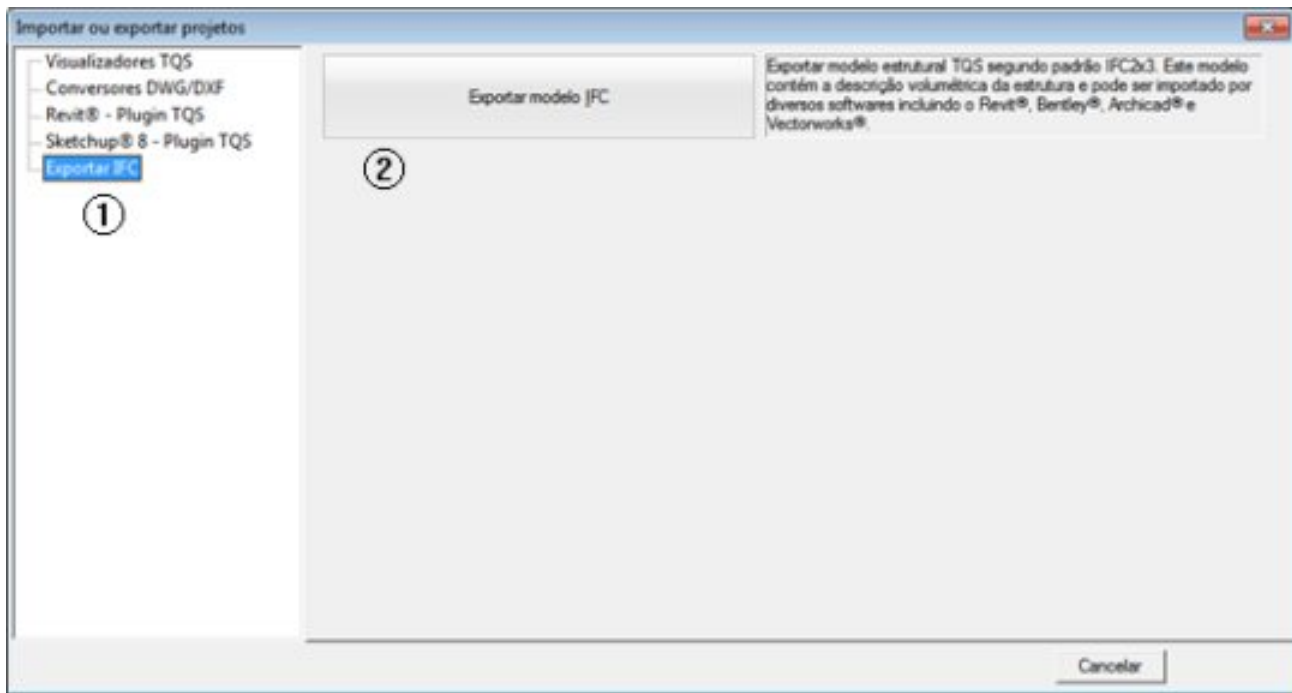 Importar ou exportar projetos
Visualizadores TQS
Conversores DWG/DXF
Revit® - Plugin TQS
Sketchup® 8 - Plugin TQS
Exportar IFC
1
Exportar modelo IFC
2
Exportar modelo estrutural TQS segundo padrão IFC2x3. Este modelo
contém a descrição volumétrica da estrutura e pode ser importado por
diversos softwares incluindo o Revit®, Bentley®, Archicad® e
Vectorworks®.
Cancelar